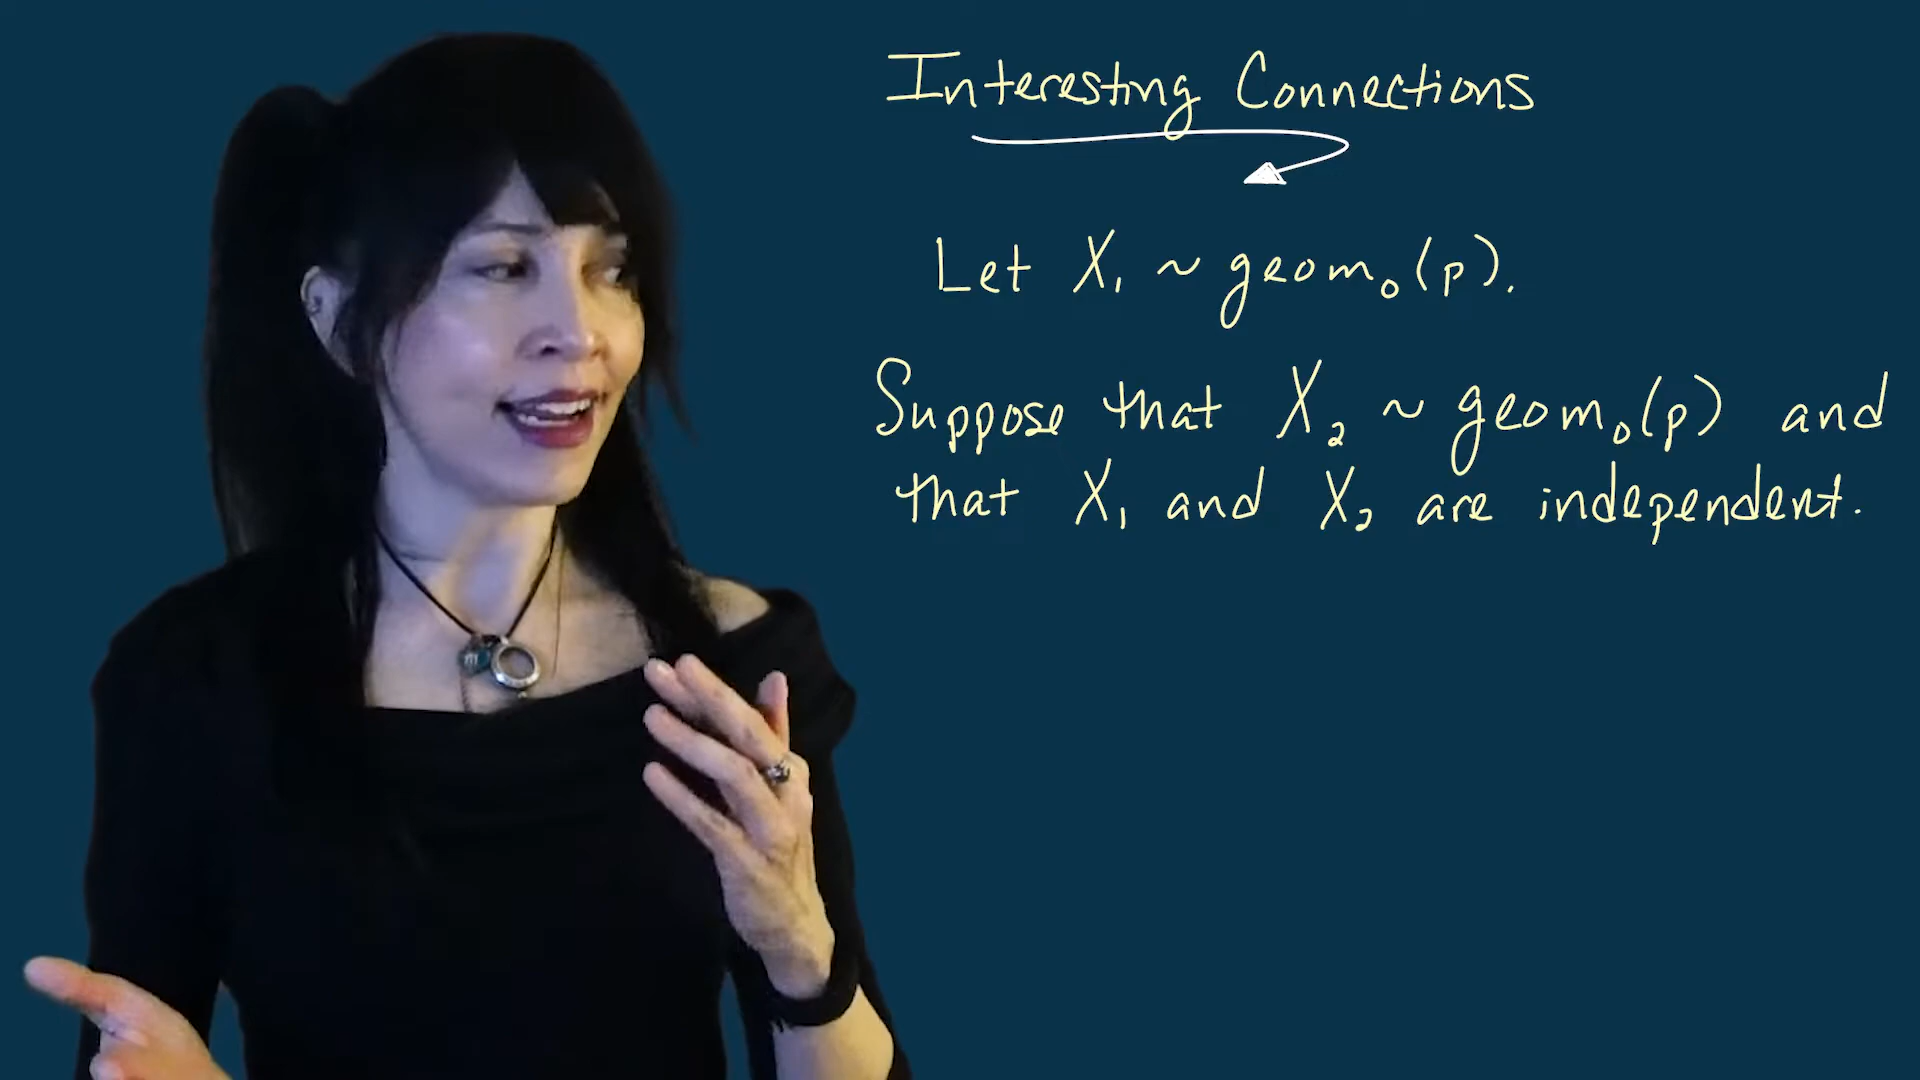 Interesting Connections
Let X₁ ~ geom₀(p).
Suppose that X₂ ~ geom₀(p) and
that X₁ and X₂ are independent.